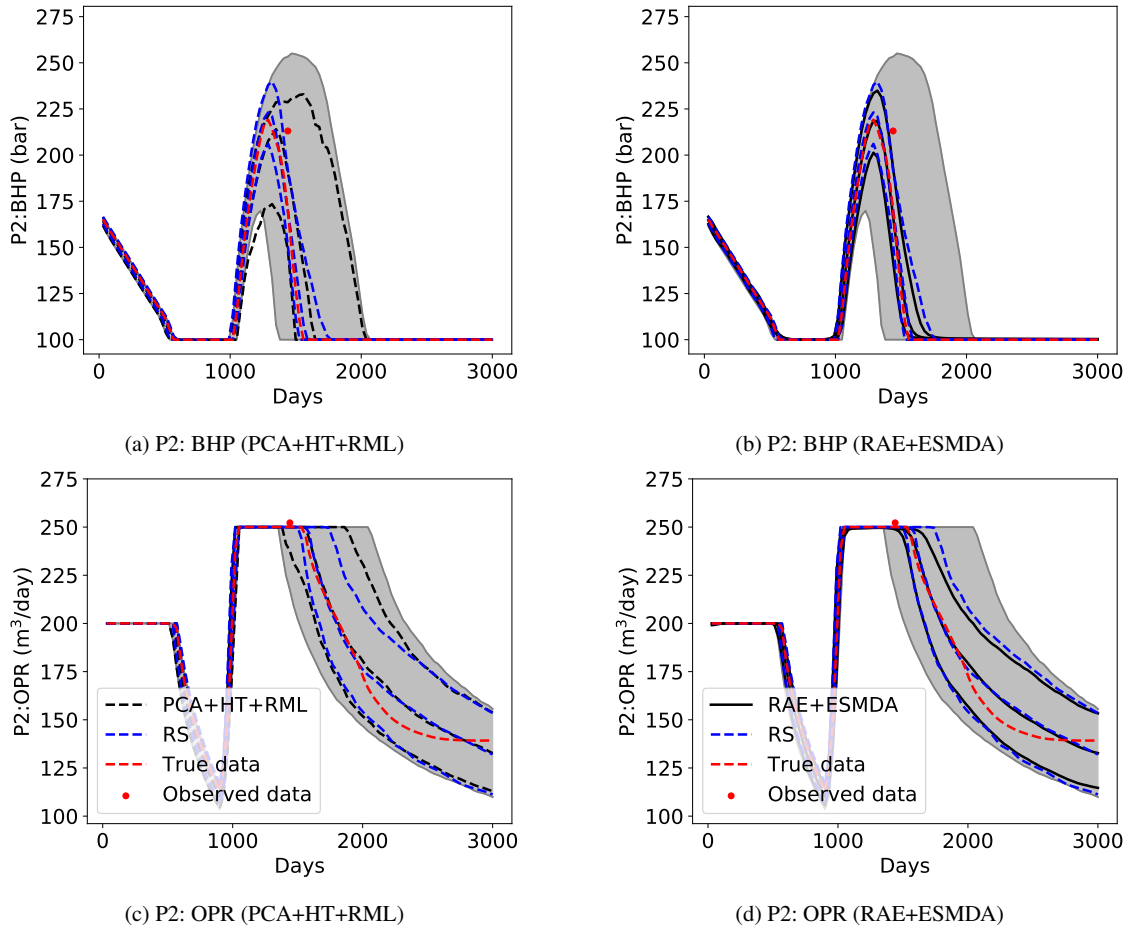 275
250
225
200
175
150
125
100
P2:BHP (bar)
0
1000
2000
3000
Days
(a) P2: BHP (PCA+HT+RML)
275
250
225
200
175
150
125
100
P2:BHP (bar)
0
1000
2000
3000
Days
(b) P2: BHP (RAE+ESMDA)
275
250
225
200
175
150
125
100
P2:OPR (m³/day)
PCA+HT+RML
RS
True data
Observed data
0
1000
2000
3000
Days
(c) P2: OPR (PCA+HT+RML)
275
250
225
200
175
150
125
100
P2:OPR (m³/day)
RAE+ESMDA
RS
True data
Observed data
0
1000
2000
3000
Days
(d) P2: OPR (RAE+ESMDA)